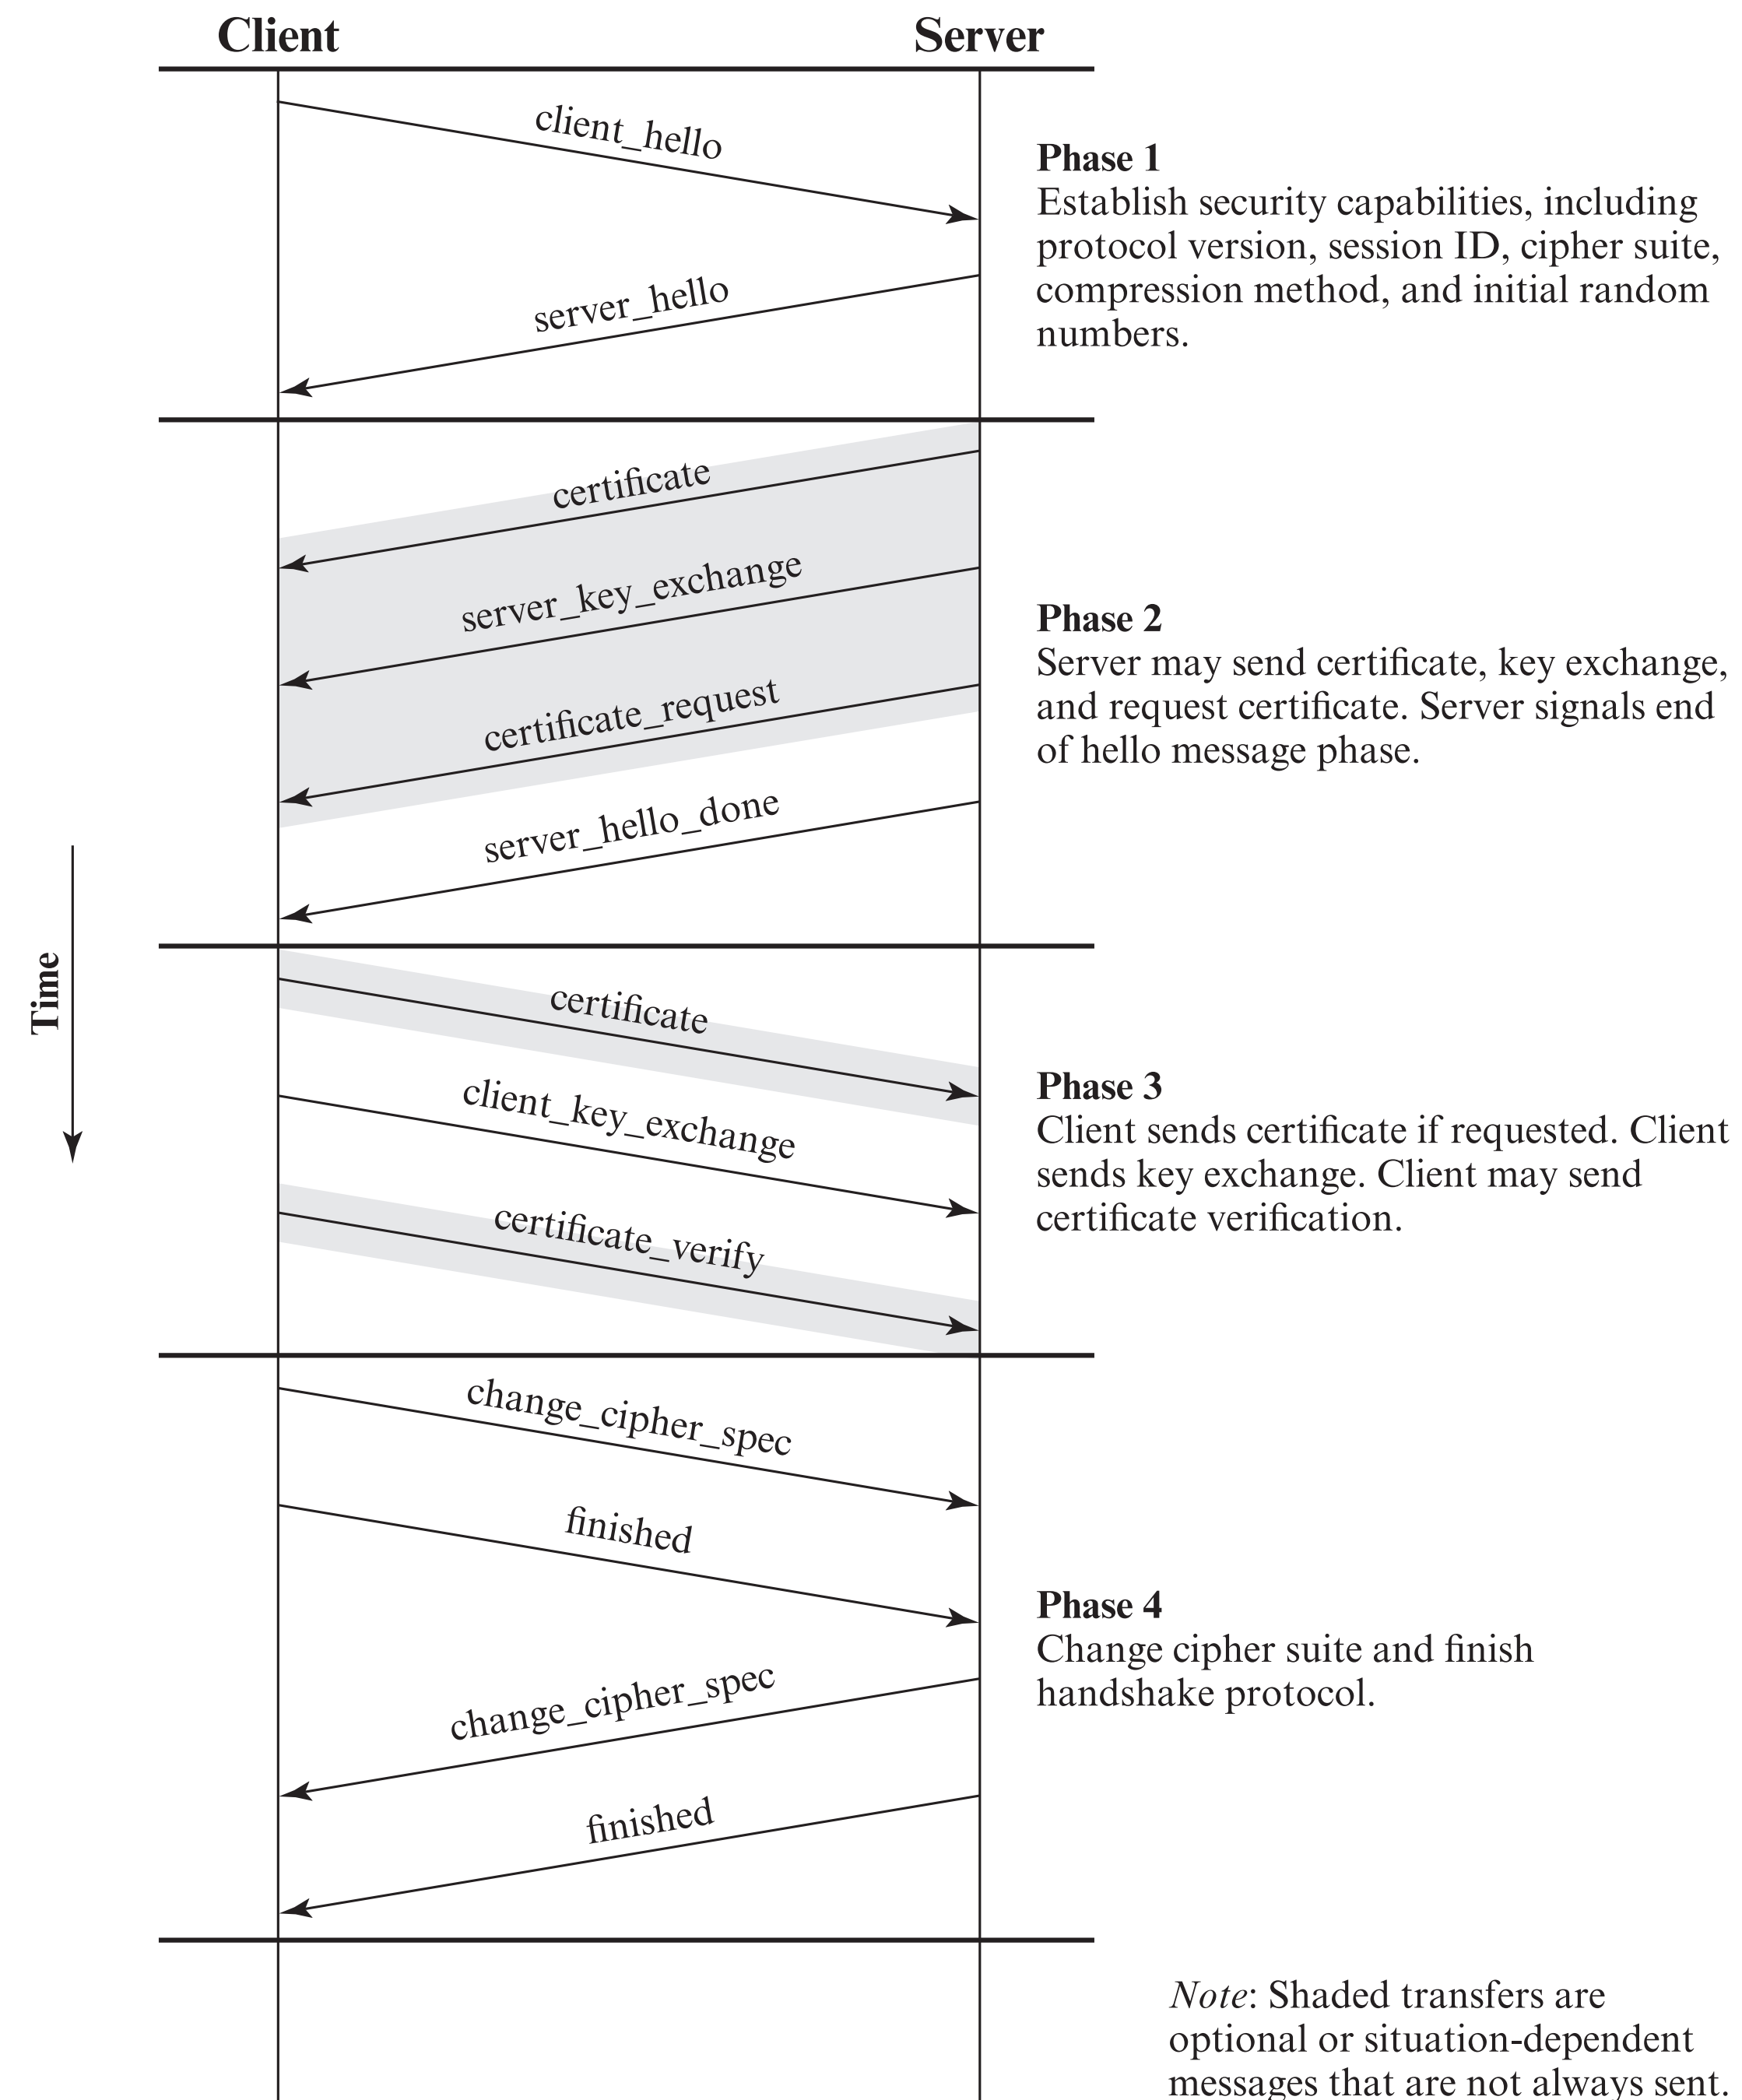 Client
Server
client_hello
server_hello
Phase 1
Establish security capabilities, including
protocol version, session ID, cipher suite,
compression method, and initial random
numbers.
certificate
server_key_exchange
certificate_request
server_hello_done
Phase 2
Server may send certificate, key exchange,
and request certificate. Server signals end
of hello message phase.
Time
certificate
client_key_exchange
certificate_verify
Phase 3
Client sends certificate if requested. Client
sends key exchange. Client may send
certificate verification.
change_cipher_spec
finished
change_cipher_spec
finished
Phase 4
Change cipher suite and finish
handshake protocol.
Note: Shaded transfers are
optional or situation-dependent
messages that are not always sent.